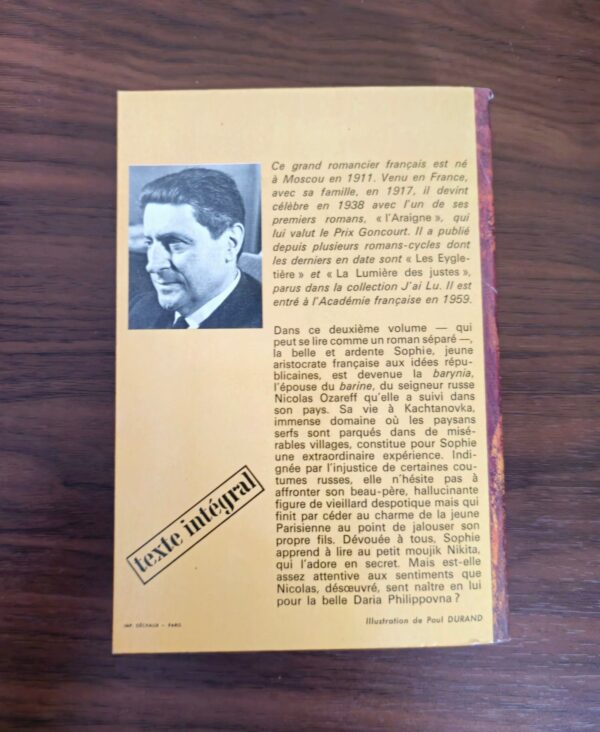 Ce grand romancier français est né
à Moscou en 1911. Venu en France,
avec sa famille, en 1917, il devint
célèbre en 1938 avec l'un de ses
premiers romans, « l'Araigne », qui
lui valut le Prix Goncourt. Il a publié
depuis plusieurs romans-cycles dont
les derniers en date sont « Les Eygle-
tière » et « La Lumière des justes »,
parus dans la collection J'ai Lu. Il est
entré à l'Académie française en 1959.
Dans ce deuxième volume — qui
peut se lire comme un roman séparé —,
la belle et ardente Sophie, jeune
aristocrate française aux idées répu-
blicaines, est devenue la barynia,
l'épouse du barine, du seigneur russe
Nicolas Ozareff qu'elle a suivi dans
son pays. Sa vie à Kachtanovka,
immense domaine où les paysans
serfs sont parqués dans de misé-
rables villages, constitue pour Sophie
une extraordinaire expérience. Indi-
gnée par l'injustice de certaines cou-
tumes russes, elle n'hésite pas à
affronter son beau-père, hallucinante
figure de vieillard despotique mais qui
finit par céder au charme de la jeune
Parisienne au point de jalouser son
propre fils. Dévouée à tous, Sophie
apprend à lire au petit moujik Nikita,
qui l'adore en secret. Mais est-elle
assez attentive aux sentiments que
Nicolas, désœuvré, sent naître en lui
pour la belle Daria Philippovna ?
texte intégral
Illustration de Paul DURAND
IMP. DÉCHAUX - PARIS